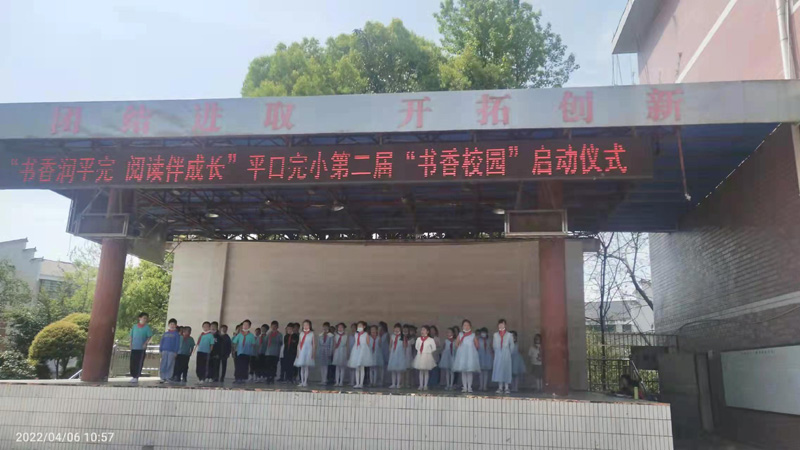 团结进取 开拓创新
“书香润平完 阅读伴成长”平口完小第二届“书香校园”启动仪式
2022/04/06 10:57